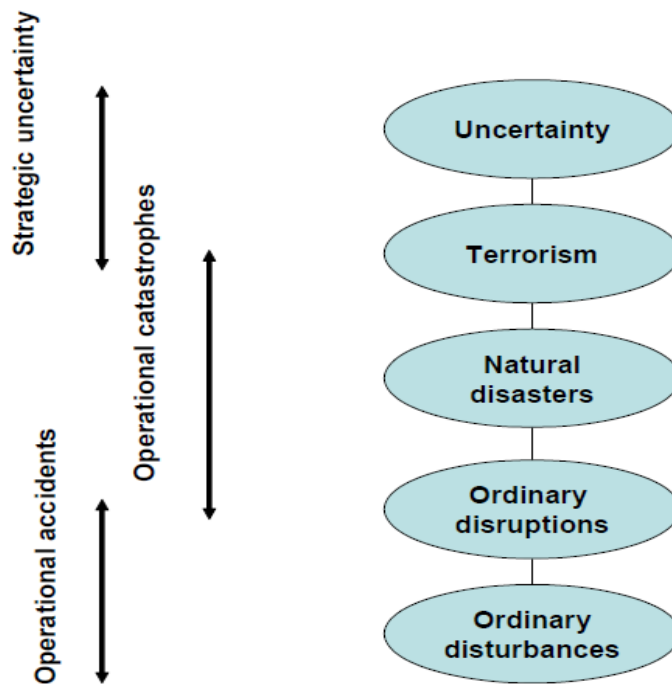 Strategic uncertainty
Operational catastrophes
Operational accidents
Uncertainty
Terrorism
Natural
disasters
Ordinary
disruptions
Ordinary
disturbances